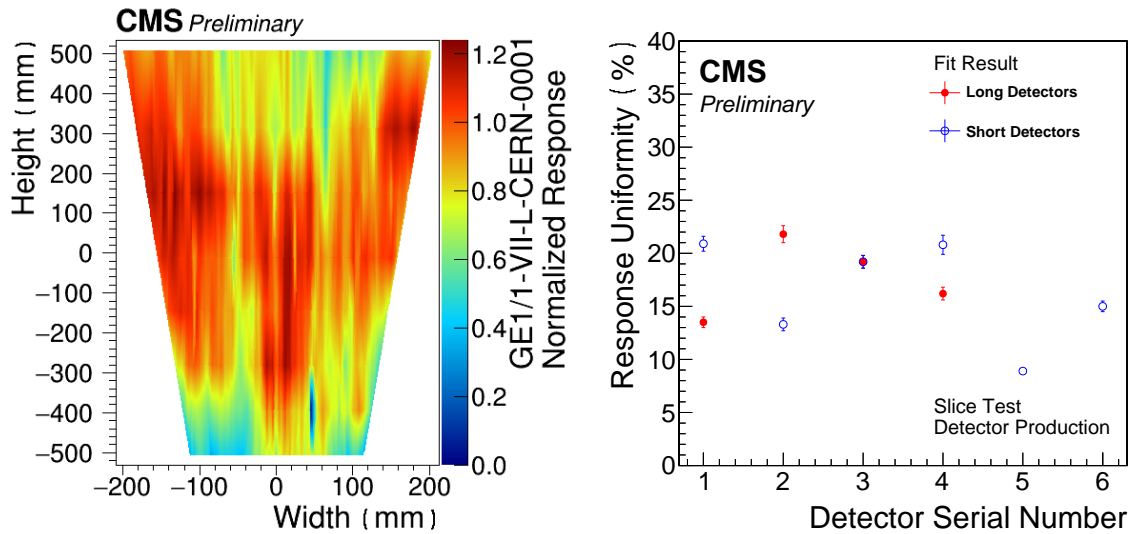 CMS Preliminary
500
400
300
200
100
0
−100
−200
−300
−400
−500
Height (mm)
−200 −100 0 100 200
Width (mm)
1.2
1.0
0.8
0.6
0.4
0.2
0.0
GE1/1-VII-L-CERN-0001
Normalized Response
40
35
30
25
20
15
10
5
0
Response Uniformity (%)
CMS
Preliminary
Fit Result
Long Detectors
Short Detectors
Slice Test
Detector Production
1 2 3 4 5 6
Detector Serial Number